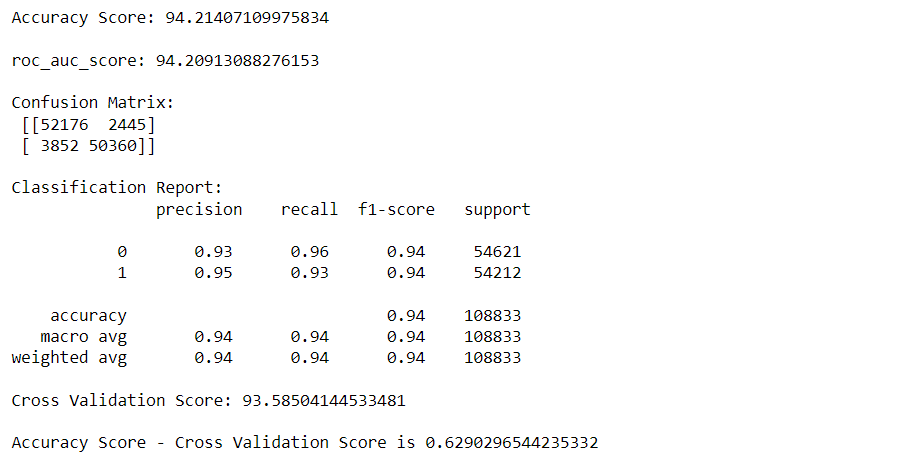 Accuracy Score: 94.21407109975834
roc_auc_score: 94.20913088276153
Confusion Matrix:
[[52176  2445]
[ 3852 50360]]
Classification Report:
precision    recall  f1-score   support
0       0.93      0.96      0.94     54621
1       0.95      0.93      0.94     54212
accuracy                           0.94    108833
macro avg       0.94      0.94      0.94    108833
weighted avg       0.94      0.94      0.94    108833
Cross Validation Score: 93.58504144533481
Accuracy Score - Cross Validation Score is 0.6290296544235332